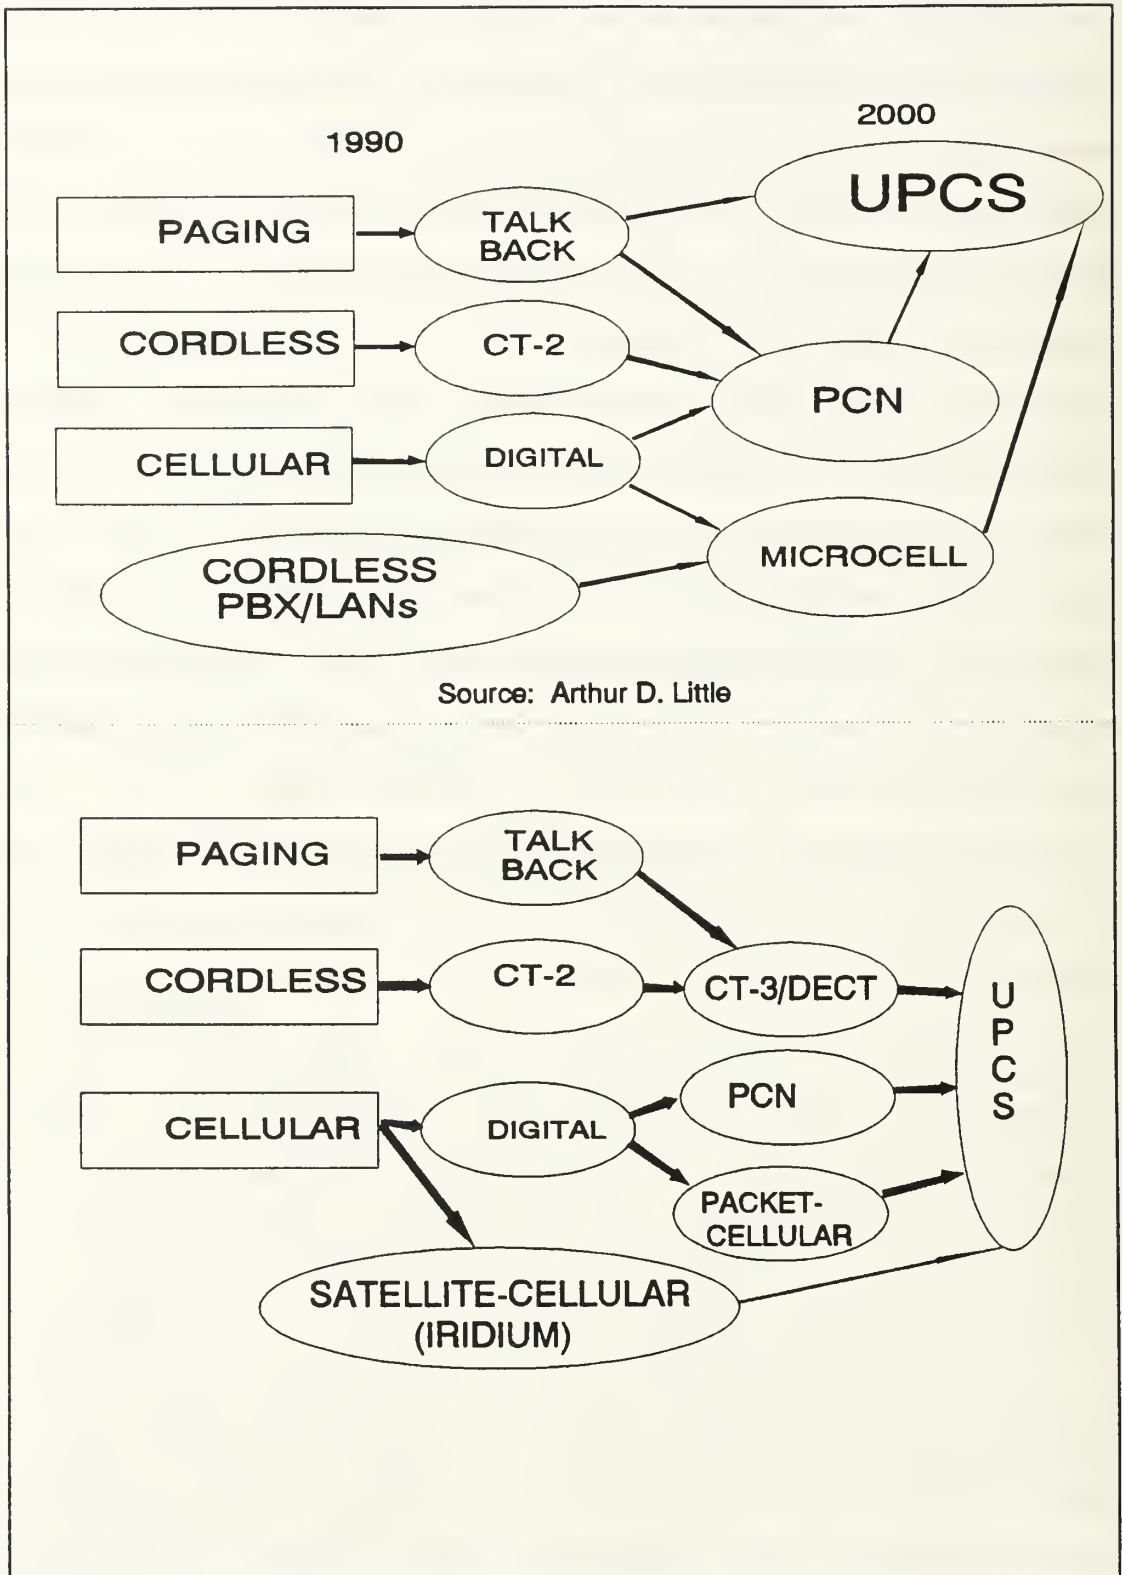 1990
2000
PAGING
TALK
BACK
UPCS
CORDLESS
CT-2
PCN
CELLULAR
DIGITAL
MICROCELL
CORDLESS
PBX/LANs
Source: Arthur D. Little
PAGING
TALK
BACK
CORDLESS
CT-2
CT-3/DECT
U
P
C
S
CELLULAR
DIGITAL
PCN
PACKET-
CELLULAR
SATELLITE-CELLULAR
(IRIDIUM)